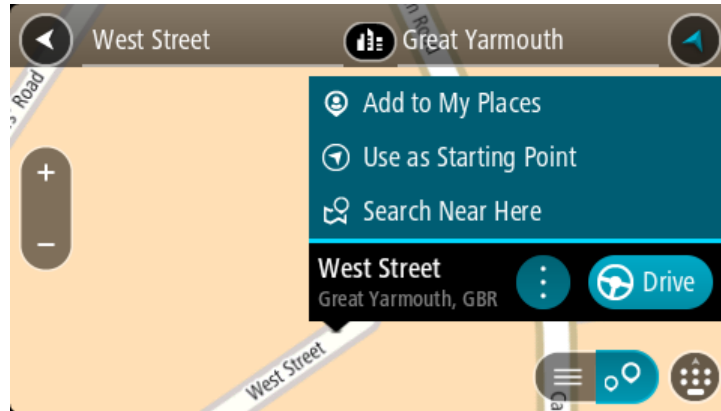 West Street
Great Yarmouth
Road
Add to My Places
Use as Starting Point
Search Near Here
West Street
Great Yarmouth, GBR
Drive
West Street